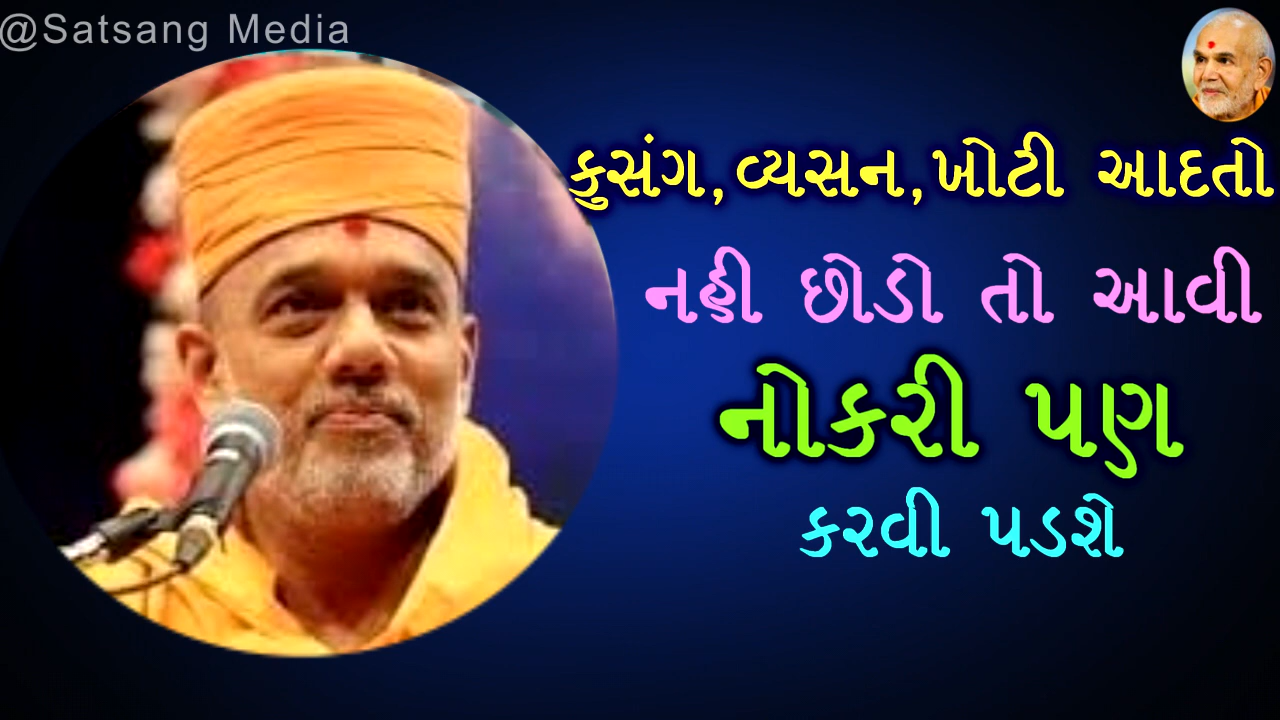 @Satsang Media
કુસંગ,વ્યસન,ખોટી આદતો
નહી છોડો તો આવી
નોકરી પણ
કરવી પડશે